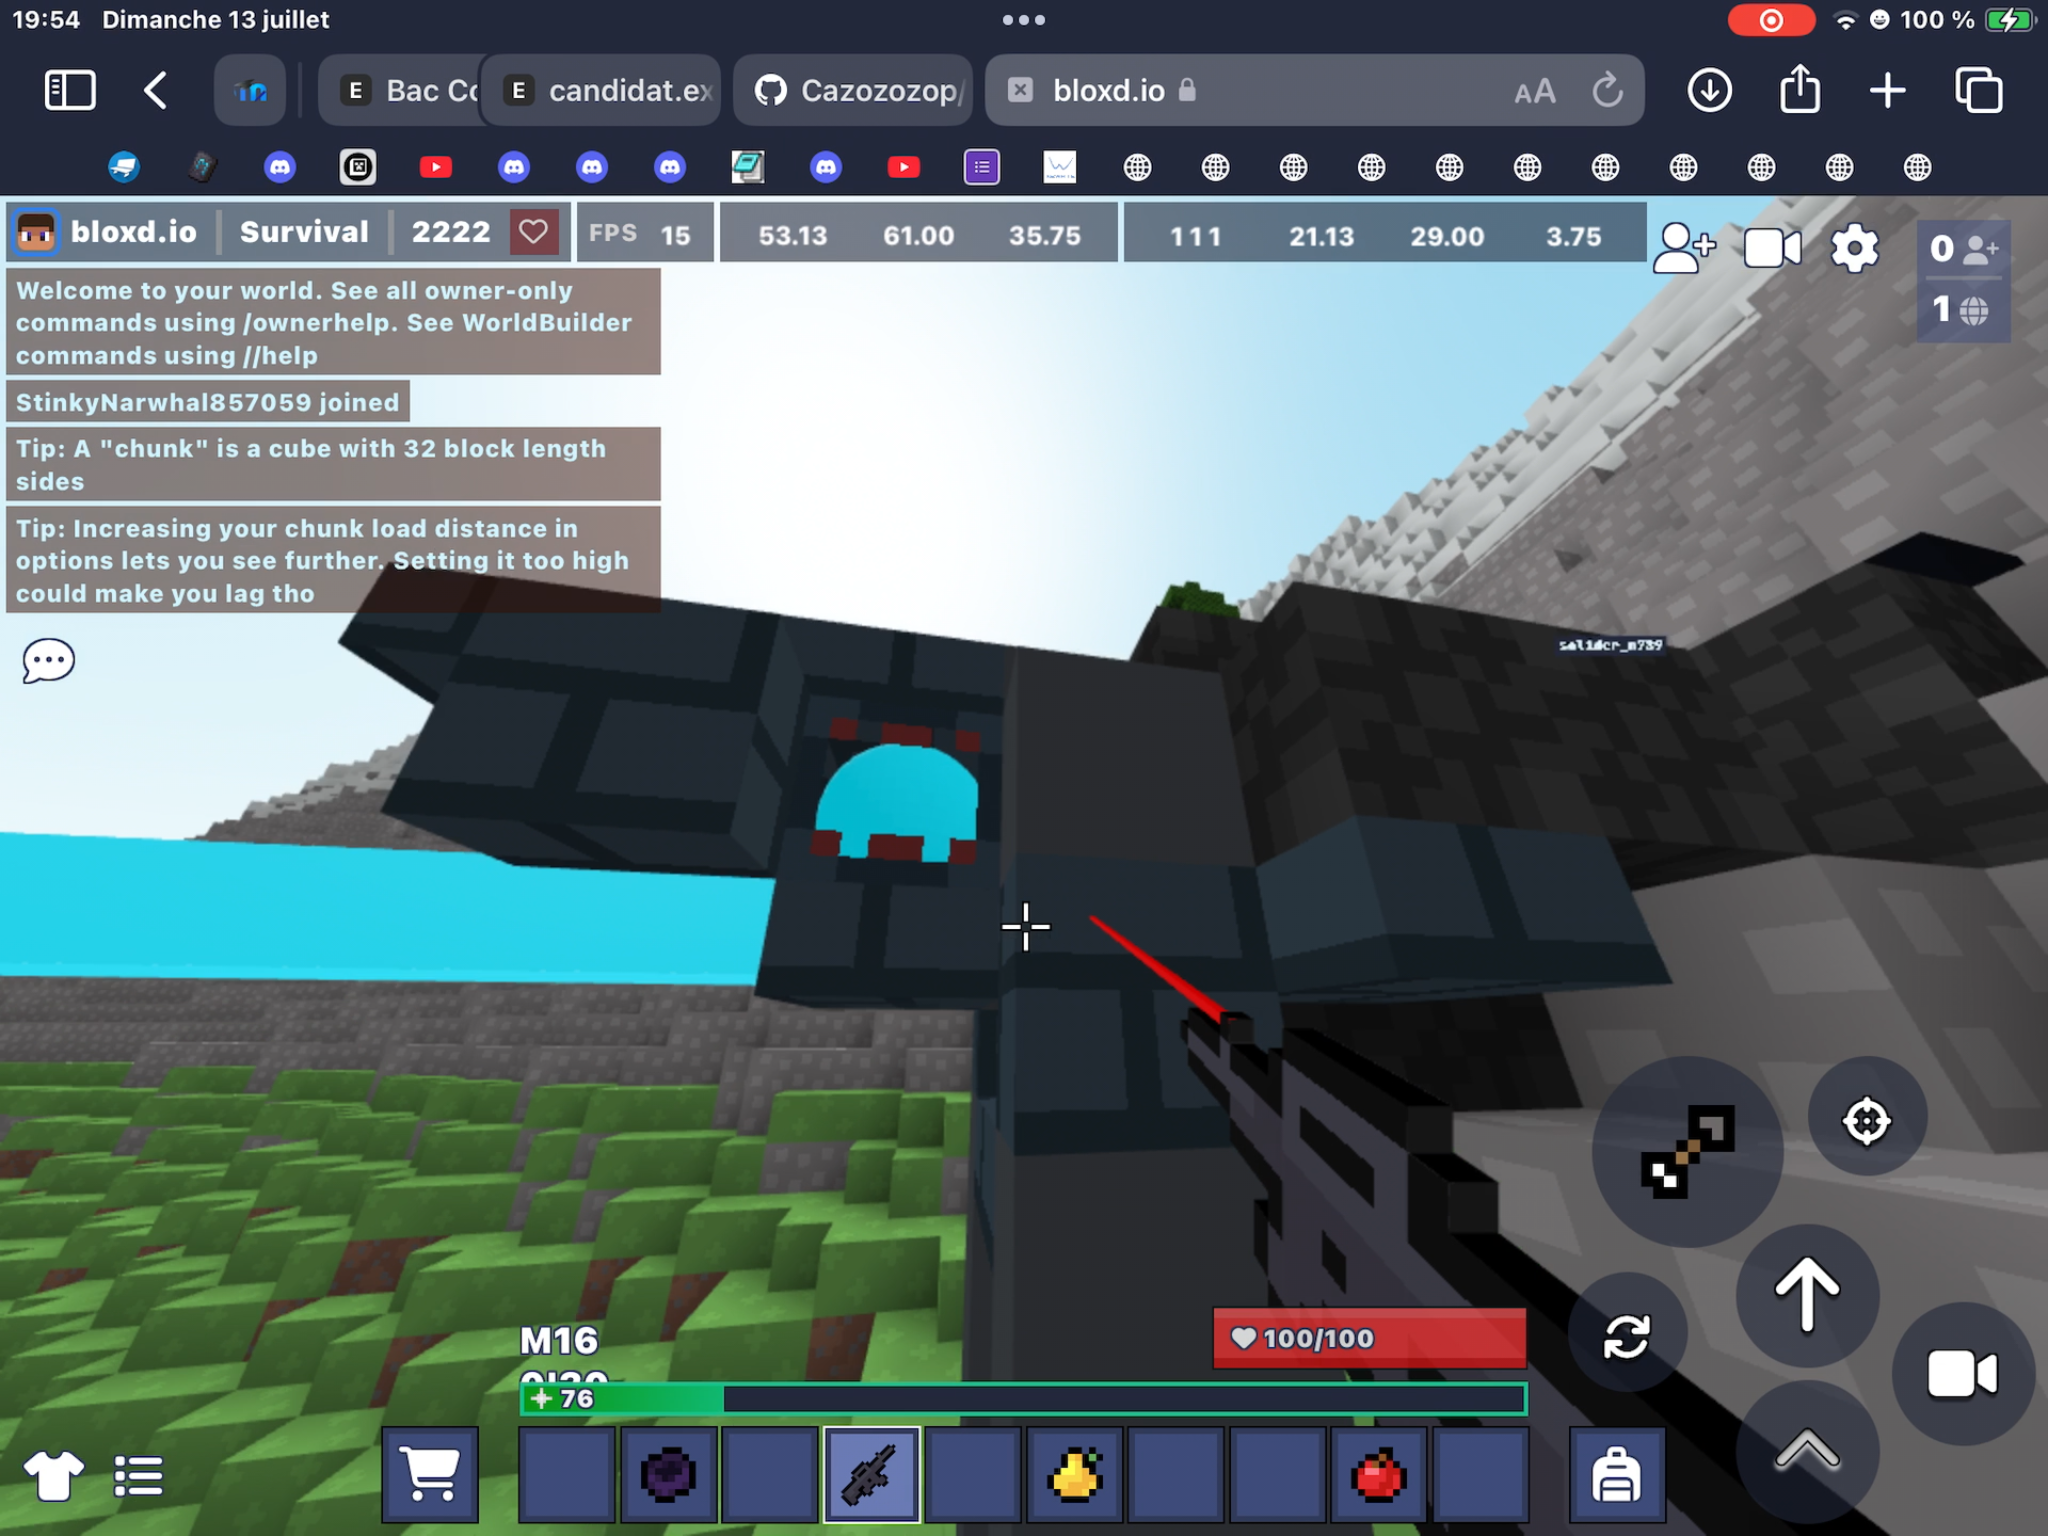 19:54 Dimanche 13 juillet
100 %
E Bac Co
E candidat.ex
Cazozozop/
bloxd.io
AA
bloxd.io | Survival | 2222
FPS 15
53.13 61.00 35.75
111 21.13 29.00 3.75
0
1
Welcome to your world. See all owner-only
commands using /ownerhelp. See WorldBuilder
commands using //help
StinkyNarwhal857059 joined
Tip: A "chunk" is a cube with 32 block length
sides
Tip: Increasing your chunk load distance in
options lets you see further. Setting it too high
could make you lag tho
M16
100/100
76